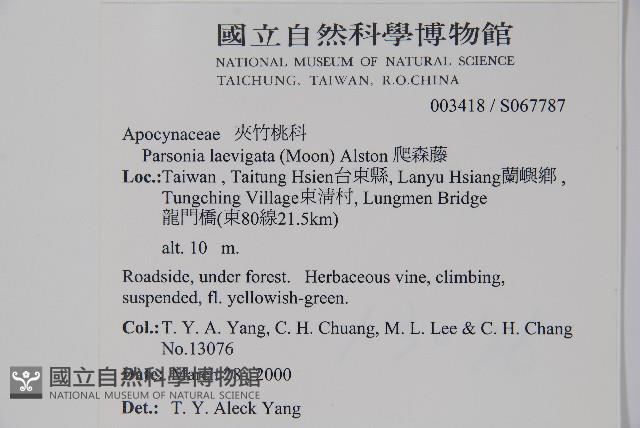 國立自然科學博物館
NATIONAL MUSEUM OF NATURAL SCIENCE
TAICHUNG, TAIWAN, R.O.CHINA
003418 / S067787
Apocynaceae 夾竹桃科
Parsonia laevigata (Moon) Alston 爬森藤
Loc.:Taiwan , Taitung Hsien台東縣, Lanyu Hsiang蘭嶼鄉 ,
Tungching Village東清村, Lungmen Bridge
龍門橋(東80線21.5km)
alt. 10 m.
Roadside, under forest. Herbaceous vine, climbing,
suspended, fl. yellowish-green.
Col.: T. Y. A. Yang, C. H. Chuang, M. L. Lee & C. H. Chang
No.13076
Date: March 2000
國立自然科學博物館
NATIONAL MUSEUM OF NATURAL SCIENCE
Det.: T. Y. Aleck Yang